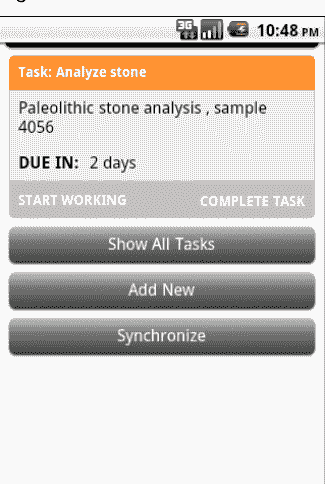 3G 10:48 PM
Task: Analyze stone
Paleolithic stone analysis , sample
4056
DUE IN: 2 days
START WORKING COMPLETE TASK
Show All Tasks
Add New
Synchronize